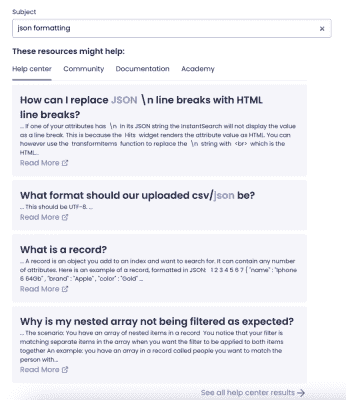 Subject
json formatting ×
These resources might help:
Help center Community Documentation Academy
How can I replace JSON \n line breaks with HTML
line breaks?
... If one of your attributes has \n in its JSON string the InstantSearch will not display the value
as a line break. This is because the Hits widget renders the attribute value as HTML. You can
however use the transformItems function to replace the \n string with <br> which is the
HTML...
Read More
What format should our uploaded csv/json be?
... This should be UTF-8. ...
Read More
What is a record?
... A record is an object you add to an index and want to search for. It can contain any number
of attributes. Here is an example of a record, formatted in JSON: 1 2 3 4 5 6 7 { "name" : "iphone
6 64Gb" , "brand" : "Apple" , "color" : "Gold" ...
Read More
Why is my nested array not being filtered as expected?
... The scenario: You have an array of nested items in a record You notice that your filter is
matching separate items in the array when you want the filter to be applied to both items
together An example: you have an array in a record called people you want to match the
person with...
Read More
See all help center results →